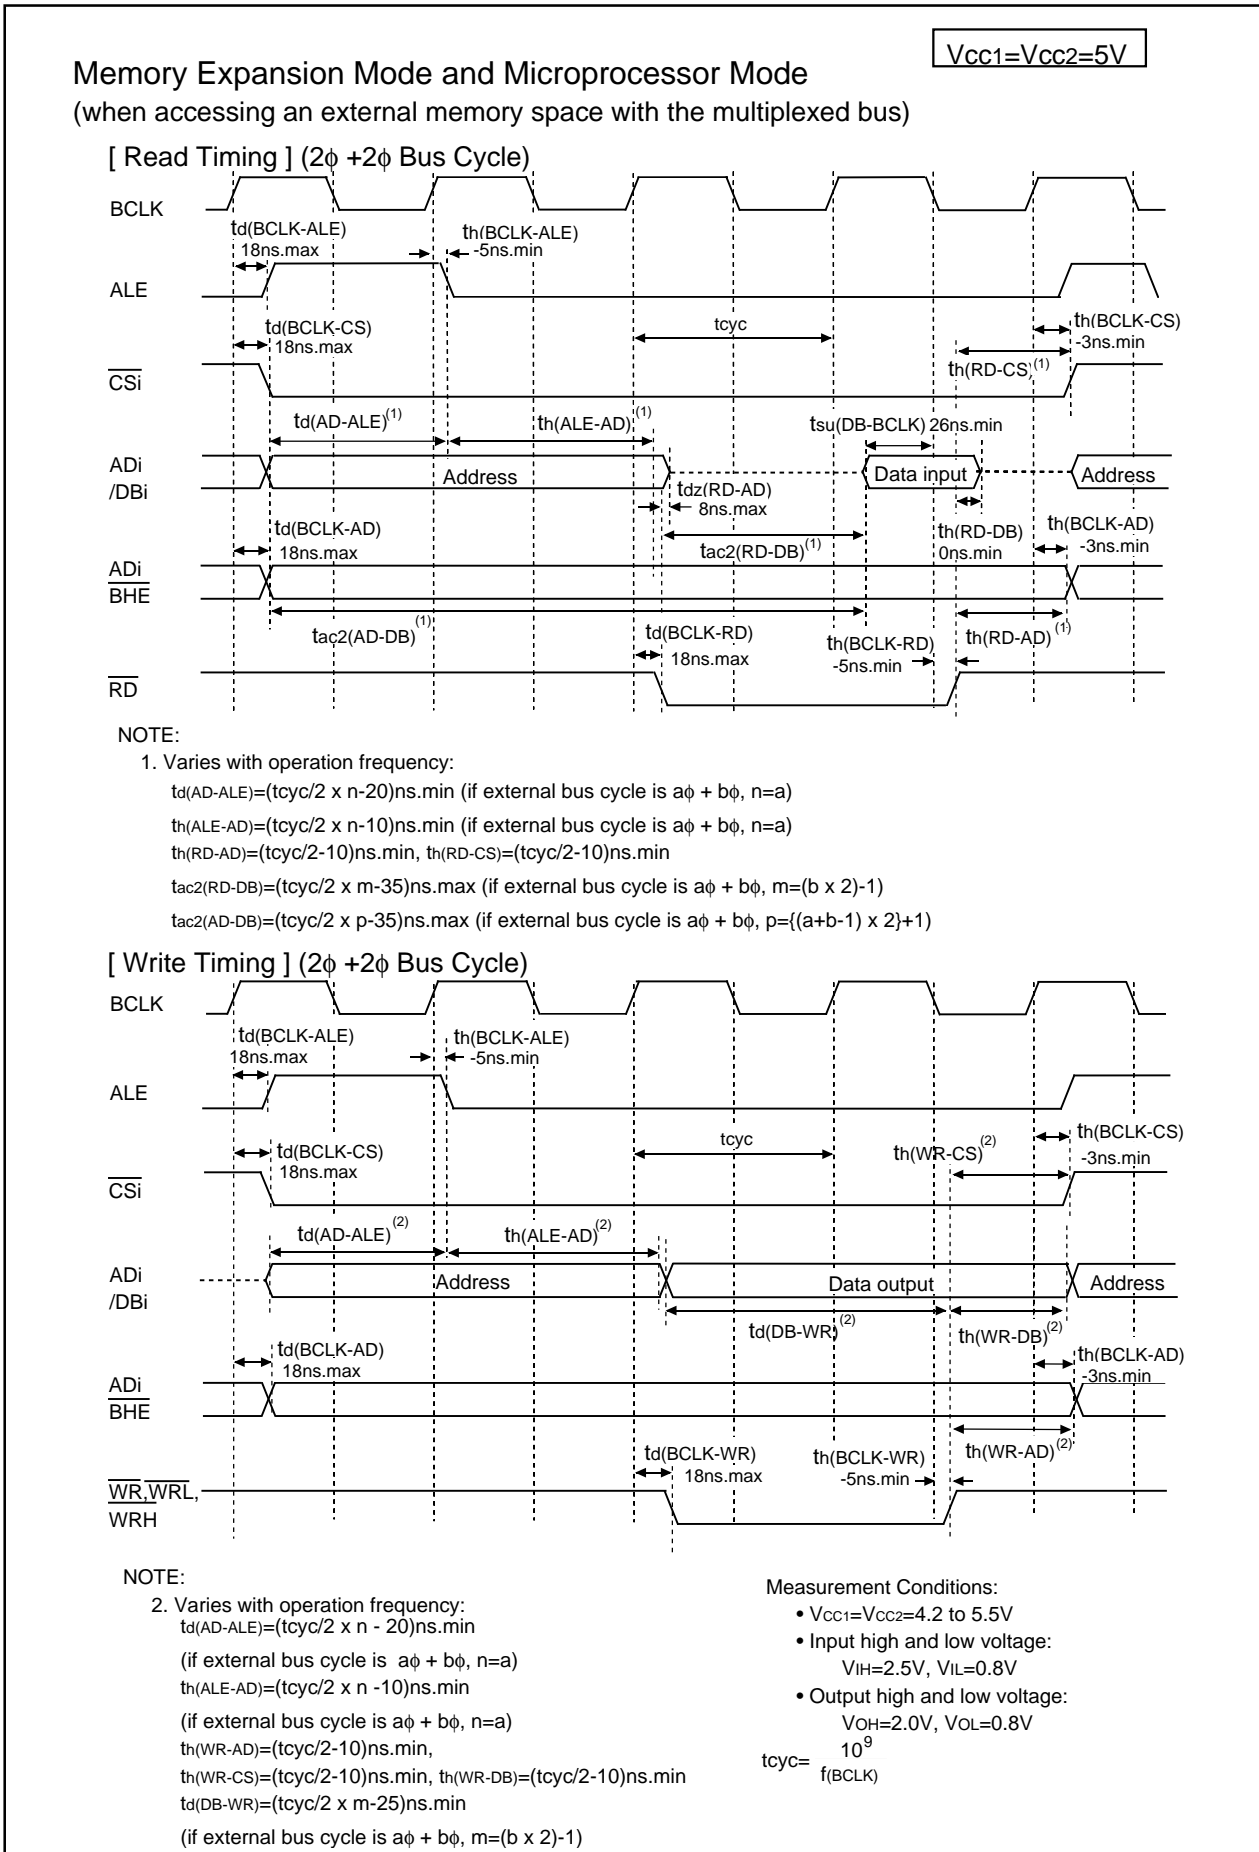 Vcc1=Vcc2=5V
Memory Expansion Mode and Microprocessor Mode
(when accessing an external memory space with the multiplexed bus)
[ Read Timing ] (2ϕ +2ϕ Bus Cycle)
BCLK
td(BCLK-ALE)
18ns.max
th(BCLK-ALE)
-5ns.min
ALE
td(BCLK-CS)
18ns.max
tcyc
th(BCLK-CS)
-3ns.min
th(RD-CS)(1)
CSi
td(AD-ALE)(1)
th(ALE-AD)(1)
tsu(DB-BCLK) 26ns.min
ADi
/DBi
Address
Data input
Address
tdz(RD-AD)
8ns.max
td(BCLK-AD)
18ns.max
tac2(RD-DB)(1)
th(RD-DB)
0ns.min
th(BCLK-AD)
-3ns.min
ADi
BHE
tac2(AD-DB)(1)
td(BCLK-RD)
18ns.max
th(BCLK-RD)
-5ns.min
th(RD-AD)(1)
RD
NOTE:
1. Varies with operation frequency:
td(AD-ALE)=(tcyc/2 x n-20)ns.min (if external bus cycle is aϕ + bϕ, n=a)
th(ALE-AD)=(tcyc/2 x n-10)ns.min (if external bus cycle is aϕ + bϕ, n=a)
th(RD-AD)=(tcyc/2-10)ns.min, th(RD-CS)=(tcyc/2-10)ns.min
tac2(RD-DB)=(tcyc/2 x m-35)ns.max (if external bus cycle is aϕ + bϕ, m=(b x 2)-1)
tac2(AD-DB)=(tcyc/2 x p-35)ns.max (if external bus cycle is aϕ + bϕ, p={(a+b-1) x 2}+1)
[ Write Timing ] (2ϕ +2ϕ Bus Cycle)
BCLK
td(BCLK-ALE)
18ns.max
th(BCLK-ALE)
-5ns.min
ALE
td(BCLK-CS)
18ns.max
tcyc
th(WR-CS)(2)
th(BCLK-CS)
-3ns.min
CSi
td(AD-ALE)(2)
th(ALE-AD)(2)
ADi
/DBi
Address
Data output
Address
td(DB-WR)(2)
th(WR-DB)(2)
td(BCLK-AD)
18ns.max
th(BCLK-AD)
-3ns.min
ADi
BHE
td(BCLK-WR)
18ns.max
th(BCLK-WR)
-5ns.min
th(WR-AD)(2)
WR,WRL,
WRH
NOTE:
2. Varies with operation frequency:
td(AD-ALE)=(tcyc/2 x n - 20)ns.min
(if external bus cycle is aϕ + bϕ, n=a)
th(ALE-AD)=(tcyc/2 x n -10)ns.min
(if external bus cycle is aϕ + bϕ, n=a)
th(WR-AD)=(tcyc/2-10)ns.min,
th(WR-CS)=(tcyc/2-10)ns.min, th(WR-DB)=(tcyc/2-10)ns.min
td(DB-WR)=(tcyc/2 x m-25)ns.min
(if external bus cycle is aϕ + bϕ, m=(b x 2)-1)
Measurement Conditions:
• VCC1=VCC2=4.2 to 5.5V
• Input high and low voltage:
VIH=2.5V, VIL=0.8V
• Output high and low voltage:
VOH=2.0V, VOL=0.8V
tcyc= 10^9
f(BCLK)